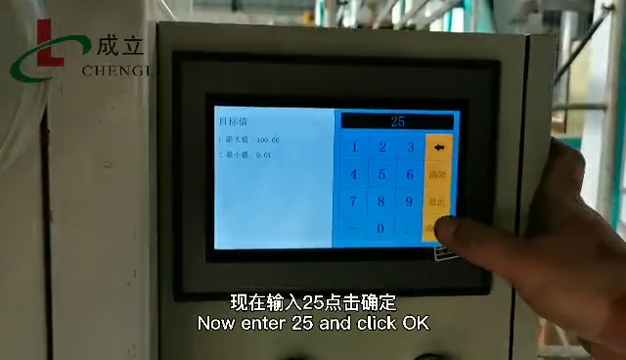 成立
CHENGLI
目标值
25
1.最大值：100.00
2.最小值：0.01
1 2 3
4 5 6 清除
7 8 9 退出
- 0 .
现在输入25点击确定
Now enter 25 and click OK